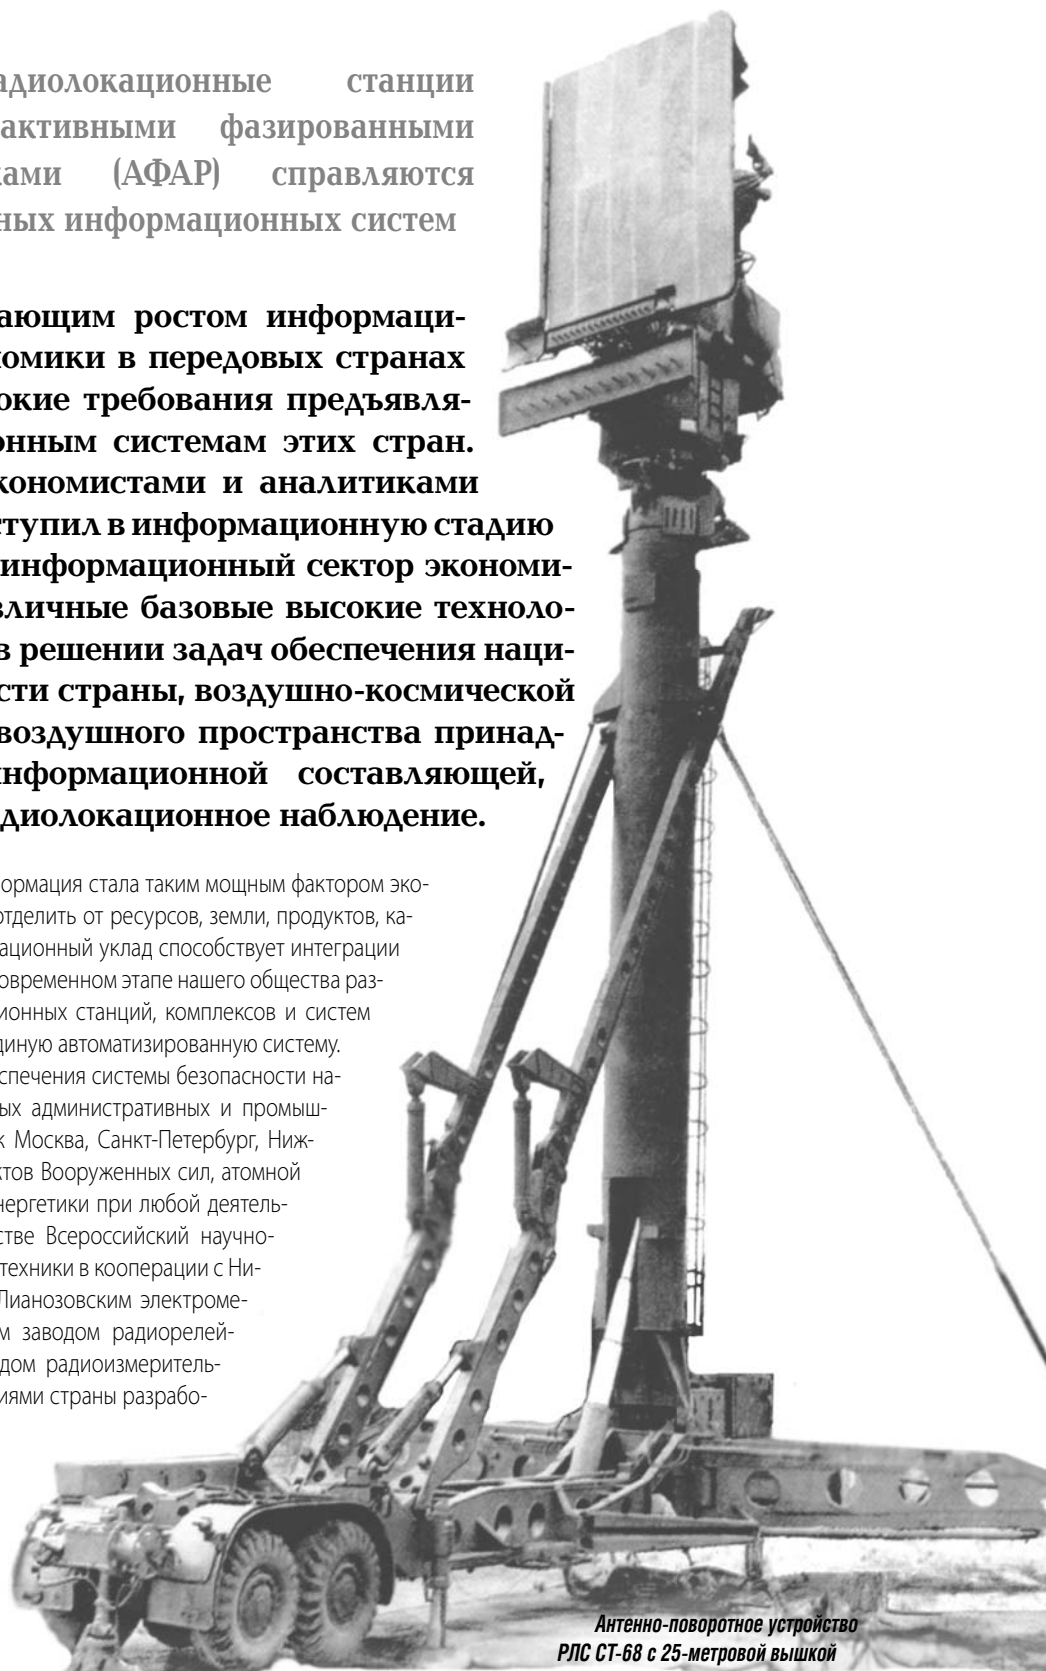 адиолокационные станции
активными фазированными
ками (АФАР) справляются
ных информационных систем
ающим ростом информаци-
номики в передовых странах
окие требования предъявля-
онным системам этих стран.
кономистами и аналитиками
ступил в информационную стадию
информационный сектор экономи-
зличные базовые высокие техноло-
в решении задач обеспечения наци-
сти страны, воздушно-космической
воздушного пространства принад-
нформационной составляющей,
диолокационное наблюдение.
ормация стала таким мощным фактором эко-
отделить от ресурсов, земли, продуктов, ка-
ационный уклад способствует интеграции
овременном этапе нашего общества раз-
ионных станций, комплексов и систем
диную автоматизированную систему.
спечения системы безопасности на-
ых административных и промыш-
к Москва, Санкт-Петербург, Ниж-
ктов Вооруженных сил, атомной
нергетики при любой деятель-
стве Всероссийский научно-
техники в кооперации с Ни-
Лианозовским электроме-
м заводом радиорелей-
дом радиоизмеритель-
иями страны разрабо-
Антенно-поворотное устройство
РЛС СТ-68 с 25-метровой вышкой